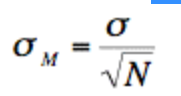 σ_M = σ / √N